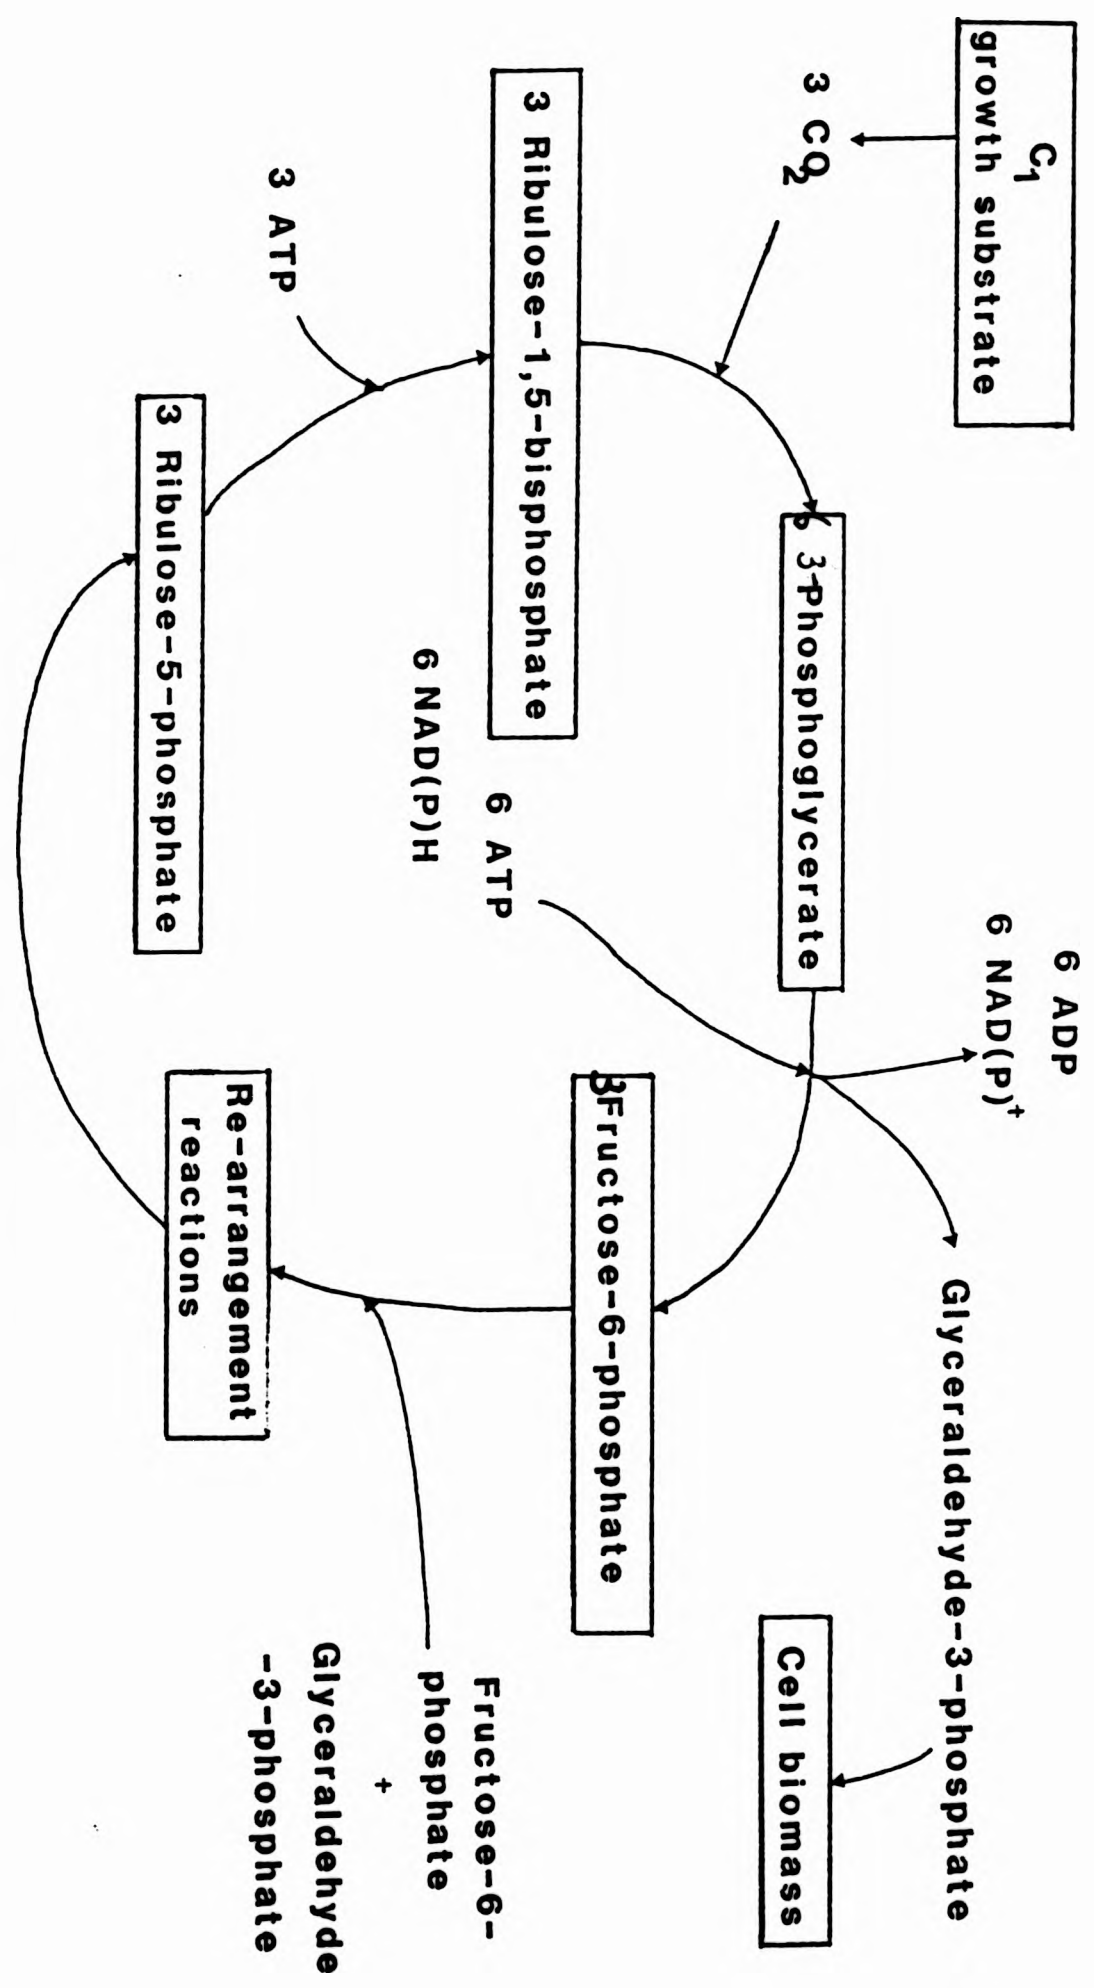 C₁
growth substrate
6 ADP
6 NAD(P)⁺
Glyceraldehyde-3-phosphate
3 CO₂
6 3-Phosphoglycerate
Cell biomass
3 Ribulose-1,5-bisphosphate
3Fructose-6-phosphate
6 ATP
6 NAD(P)H
Fructose-6-
phosphate
+
Glyceraldehyde
-3-phosphate
3 ATP
Re-arrangement
reactions
3 Ribulose-5-phosphate